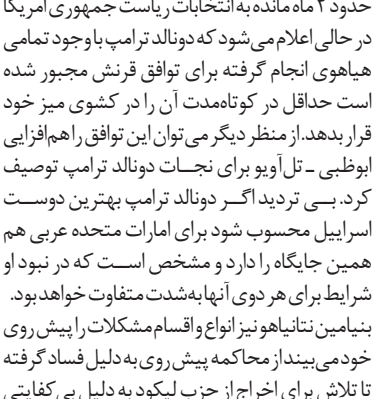 حدود ۲ ماه مانده به انتخابات ریاست جمهوری آمریکا
در حالی اعلام می‌شود که دونالد ترامپ با وجود تمامی
هیاهوی انجام گرفته برای توافق قرنش مجبور شده
است حداقل در کوتاه‌مدت آن را در کشوی میز خود
قرار بدهد. از منظر دیگر می‌توان این توافق را هم‌افزایی
ابوظبی ـ تل‌آویو برای نجات دونالد ترامپ توصیف
کرد. بی تردید اگر دونالد ترامپ بهترین دوست
اسراییل محسوب شود برای امارات متحده عربی هم
همین جایگاه را دارد و مشخص است که در نبود او
شرایط برای هر دوی آنها به‌شدت متفاوت خواهد بود.
بنیامین نتانیاهو نیز انواع و اقسام مشکلات را پیش روی
خود می‌بیند از محاکمه پیش روی به دلیل فساد گرفته
تا تلاش برای اخراج از حزب لیکود به دلیل بی کفایتی